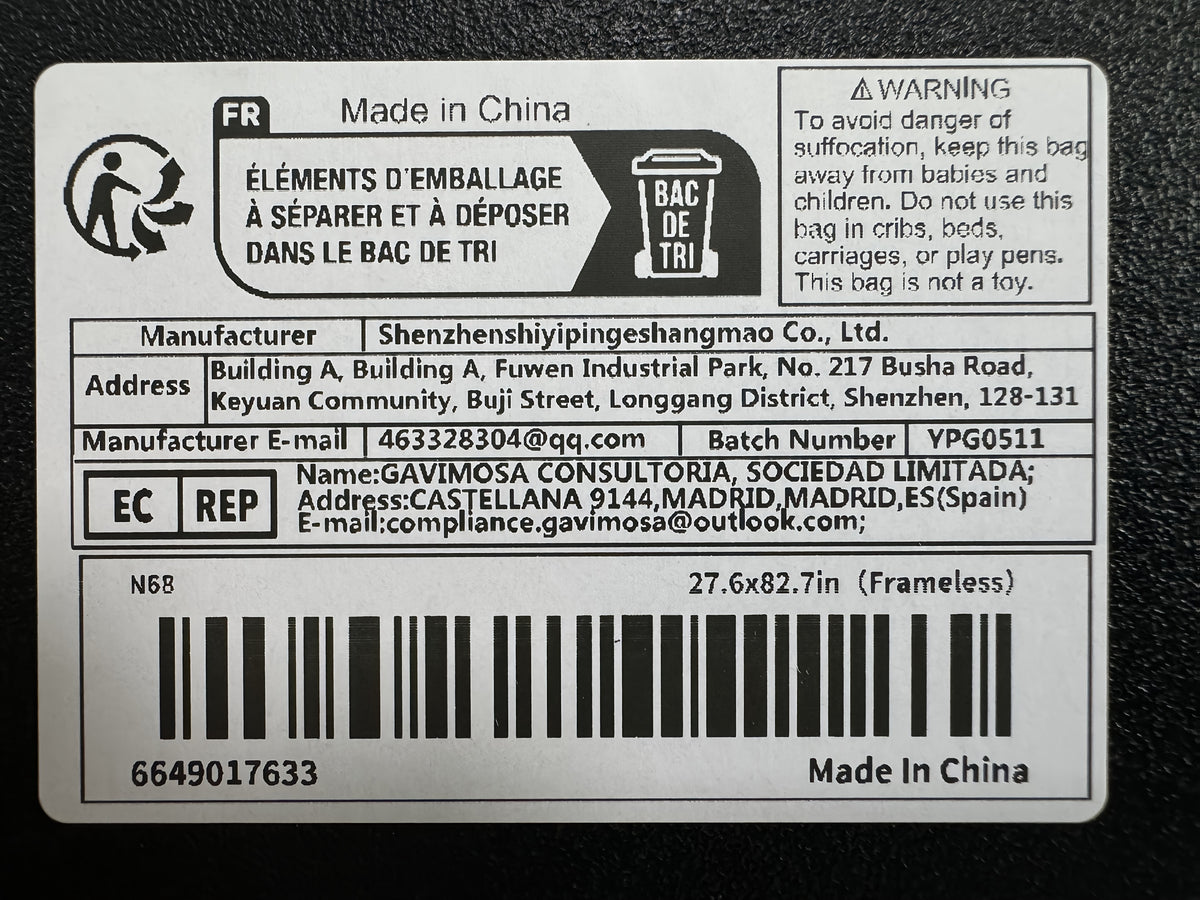 FR
Made in China
ÉLÉMENTS D'EMBALLAGE
À SÉPARER ET À DÉPOSER
DANS LE BAC DE TRI
BAC
DE
TRI
⚠WARNING
To avoid danger of
suffocation, keep this bag
away from babies and
children. Do not use this
bag in cribs, beds,
carriages, or play pens.
This bag is not a toy.
Manufacturer Shenzhenshiyipingeshangmao Co., Ltd.
Address
Building A, Building A, Fuwen Industrial Park, No. 217 Busha Road,
Keyuan Community, Buji Street, Longgang District, Shenzhen, 128-131
Manufacturer E-mail 463328304@qq.com Batch Number YPG0511
EC REP
Name:GAVIMOSA CONSULTORIA, SOCIEDAD LIMITADA;
Address:CASTELLANA 9144,MADRID,MADRID,ES(Spain)
E-mail:compliance.gavimosa@outlook.com;
N68 27.6x82.7in (Frameless)
6649017633 Made In China